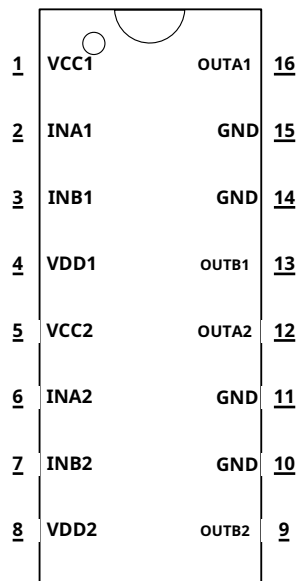 1 VCC1 OUTA1 16
2 INA1 GND 15
3 INB1 GND 14
4 VDD1 OUTB1 13
5 VCC2 OUTA2 12
6 INA2 GND 11
7 INB2 GND 10
8 VDD2 OUTB2 9